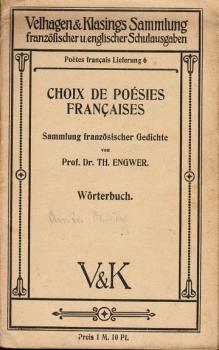 Velhagen & Klasings Sammlung
französischer u. englischer Schulausgaben
Poètes français Lieferung 6
CHOIX DE POÉSIES
FRANÇAISES
Sammlung französischer Gedichte
von
Prof. Dr. TH. ENGWER.
Wörterbuch.
V&K
Preis 1 M. 10 Pf.